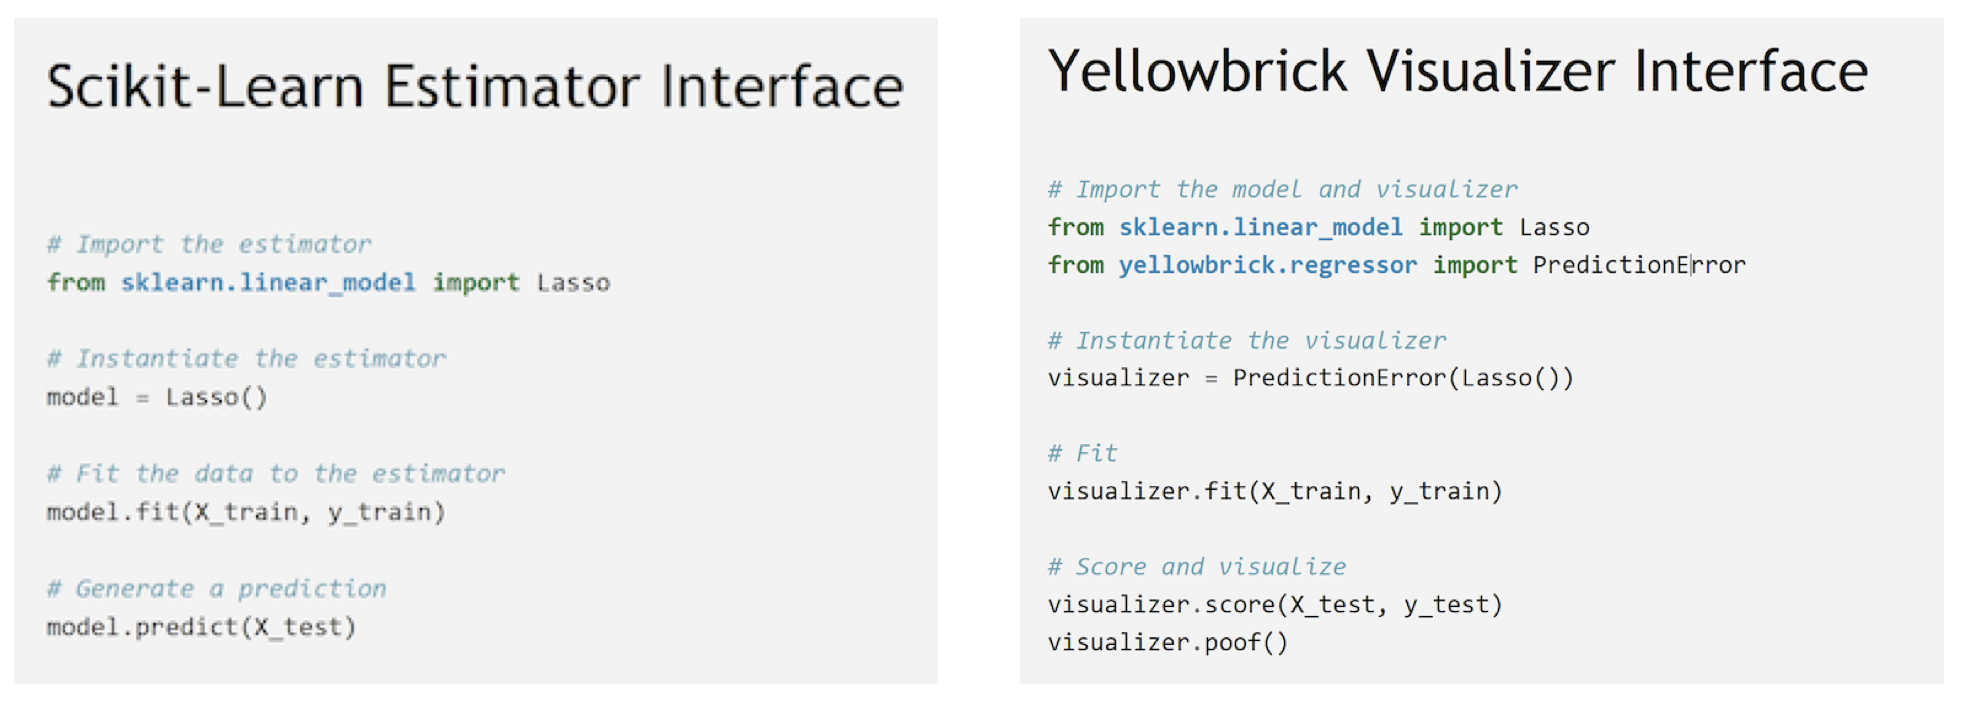 Scikit-Learn Estimator Interface
# Import the estimator
from sklearn.linear_model import Lasso
# Instantiate the estimator
model = Lasso()
# Fit the data to the estimator
model.fit(X_train, y_train)
# Generate a prediction
model.predict(X_test)
Yellowbrick Visualizer Interface
# Import the model and visualizer
from sklearn.linear_model import Lasso
from yellowbrick.regressor import PredictionError
# Instantiate the visualizer
visualizer = PredictionError(Lasso())
# Fit
visualizer.fit(X_train, y_train)
# Score and visualize
visualizer.score(X_test, y_test)
visualizer.poof()